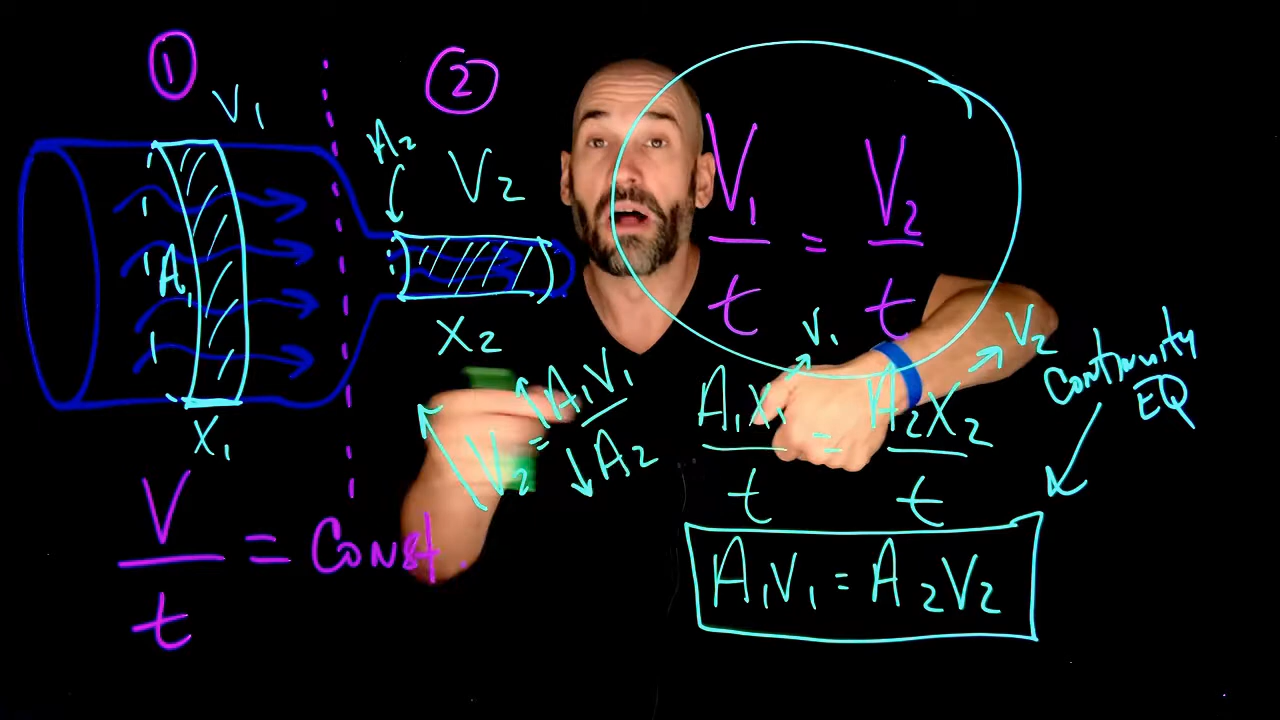 ①
②
V₁
A₂
V₂
A₁
X₁
X₂
V/t = CONST.
V₂ = A₁V₁/A₂
V₁/t = V₂/t
V₁
V₂
A₁X₁/t = A₂X₂/t
CONTINUITY
EQ
A₁V₁ = A₂V₂